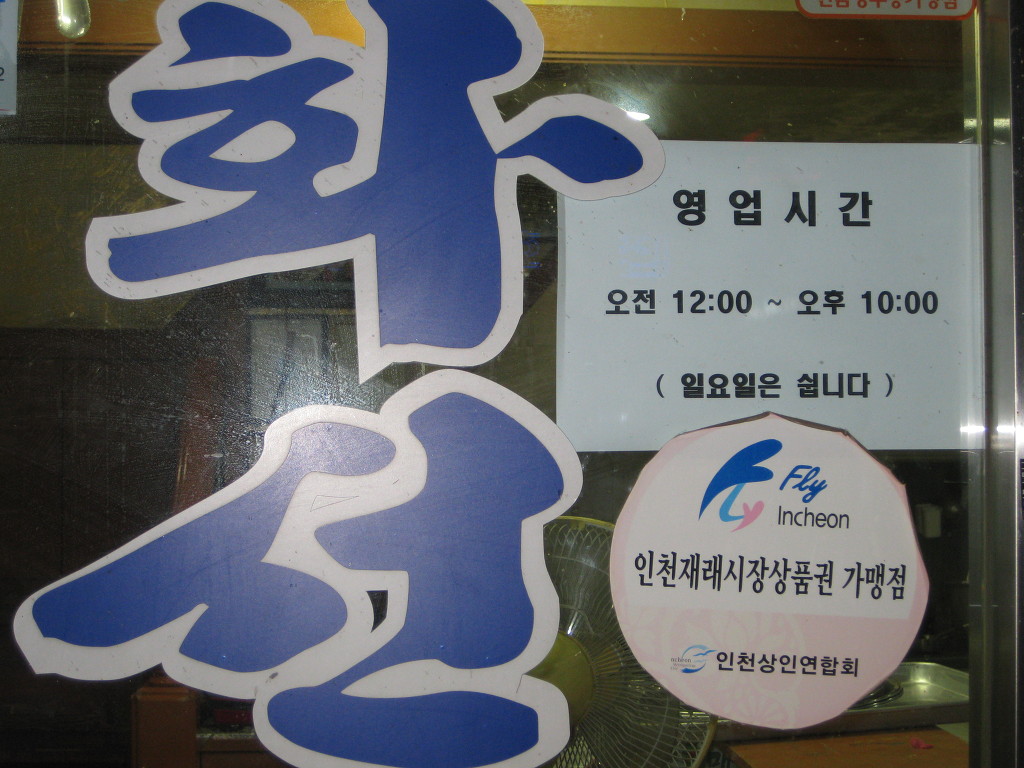 화선
영업시간
오전 12:00 ~ 오후 10:00
( 일요일은 쉽니다 )
Fly
Incheon
인천재래시장상품권 가맹점
인천상인연합회